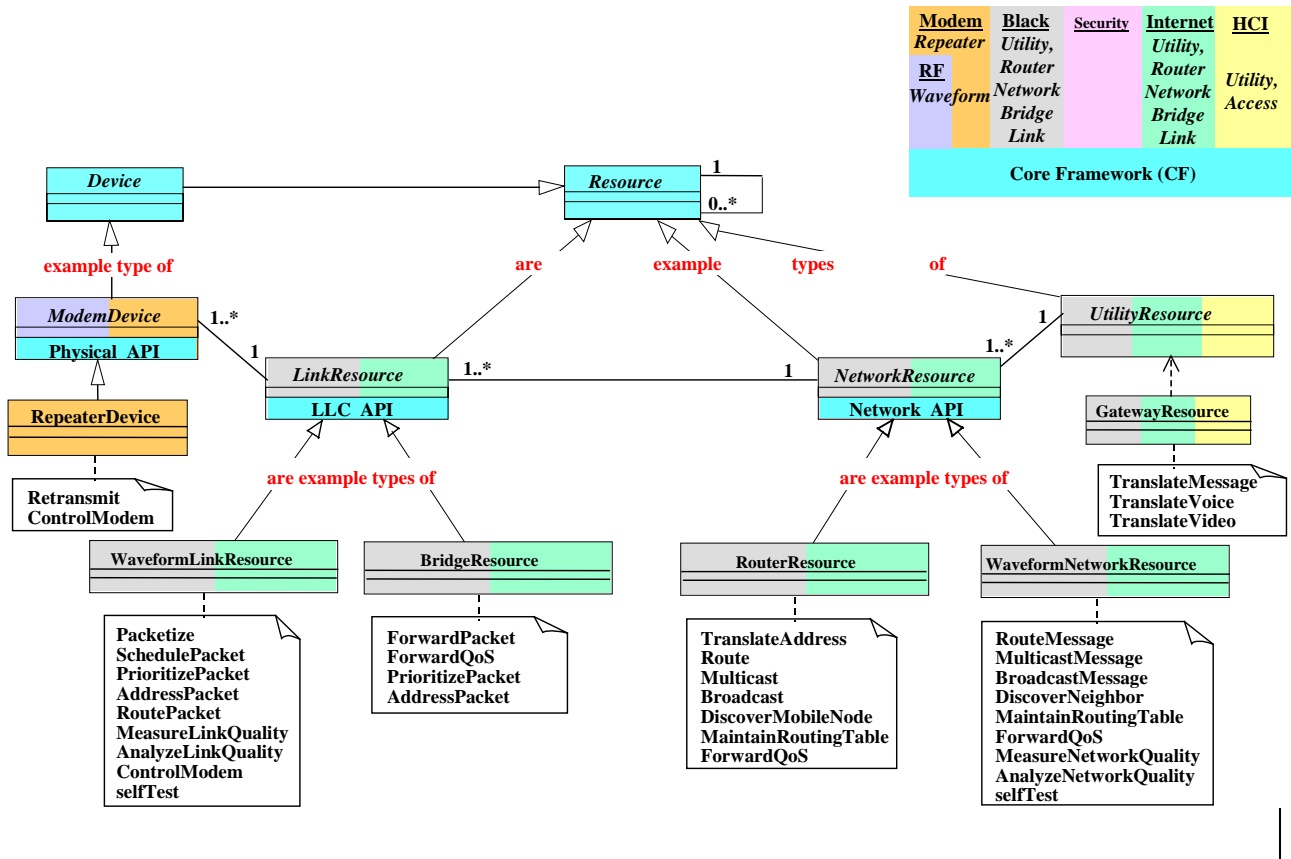 Modem
Repeater
RF
Waveform
Black
Utility,
Router
Network
Bridge
Link
Security
Internet
Utility,
Router
Network
Bridge
Link
HCI
Utility,
Access
Core Framework (CF)
Device
Resource
1
0..*
example type of
are example types of
ModemDevice
Physical API
1..*
1
LinkResource
LLC API
1..*
1
NetworkResource
Network API
1..*
1
UtilityResource
RepeaterDevice
Retransmit
ControlModem
GatewayResource
TranslateMessage
TranslateVoice
TranslateVideo
are example types of
are example types of
WaveformLinkResource
Packetize
SchedulePacket
PrioritizePacket
AddressPacket
RoutePacket
MeasureLinkQuality
AnalyzeLinkQuality
ControlModem
selfTest
BridgeResource
ForwardPacket
ForwardQoS
PrioritizePacket
AddressPacket
RouterResource
TranslateAddress
Route
Multicast
Broadcast
DiscoverMobileNode
MaintainRoutingTable
ForwardQoS
WaveformNetworkResource
RouteMessage
MulticastMessage
BroadcastMessage
DiscoverNeighbor
MaintainRoutingTable
ForwardQoS
MeasureNetworkQuality
AnalyzeNetworkQuality
selfTest